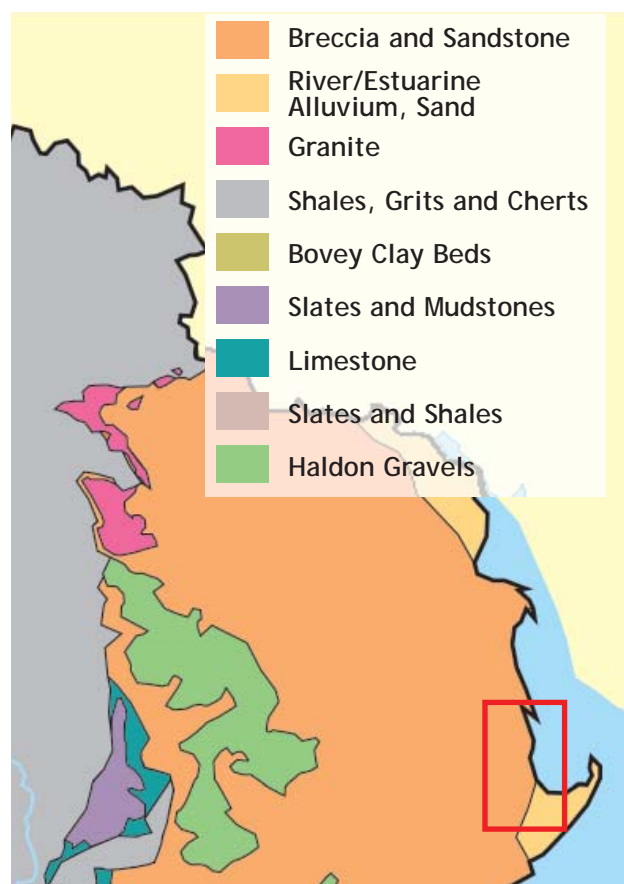 Breccia and Sandstone
River/Estuarine
Alluvium, Sand
Granite
Shales, Grits and Cherts
Bovey Clay Beds
Slates and Mudstones
Limestone
Slates and Shales
Haldon Gravels